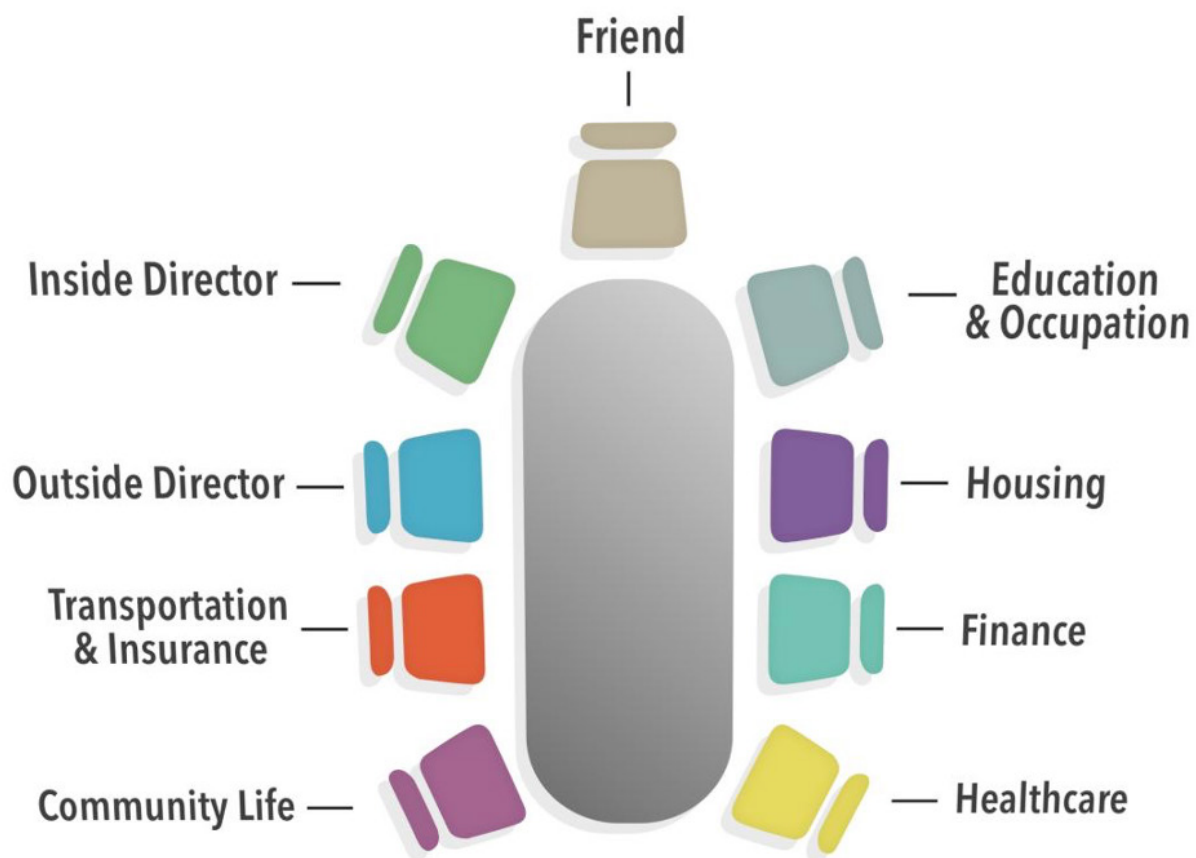 Friend
Inside Director
Education
& Occupation
Outside Director
Housing
Transportation
& Insurance
Finance
Community Life
Healthcare